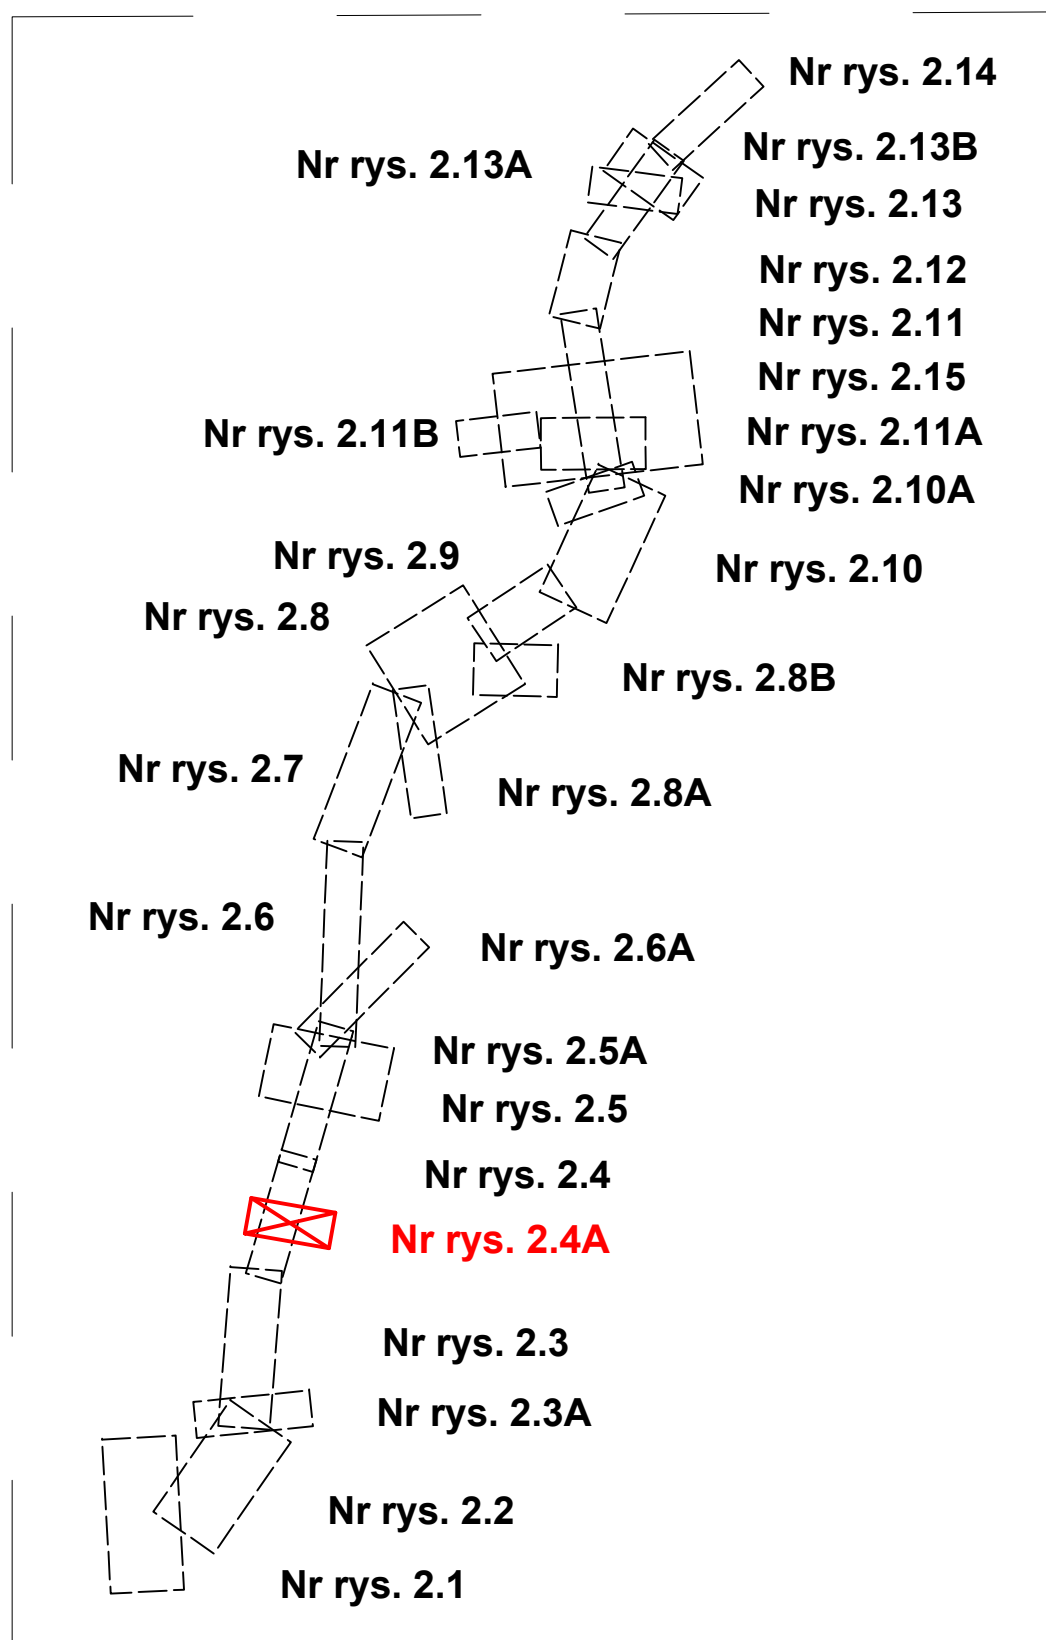 Nr rys. 2.14
Nr rys. 2.13B
Nr rys. 2.13A
Nr rys. 2.13
Nr rys. 2.12
Nr rys. 2.11
Nr rys. 2.15
Nr rys. 2.11B
Nr rys. 2.11A
Nr rys. 2.10A
Nr rys. 2.9
Nr rys. 2.10
Nr rys. 2.8
Nr rys. 2.8B
Nr rys. 2.7
Nr rys. 2.8A
Nr rys. 2.6
Nr rys. 2.6A
Nr rys. 2.5A
Nr rys. 2.5
Nr rys. 2.4
Nr rys. 2.4A
Nr rys. 2.3
Nr rys. 2.3A
Nr rys. 2.2
Nr rys. 2.1